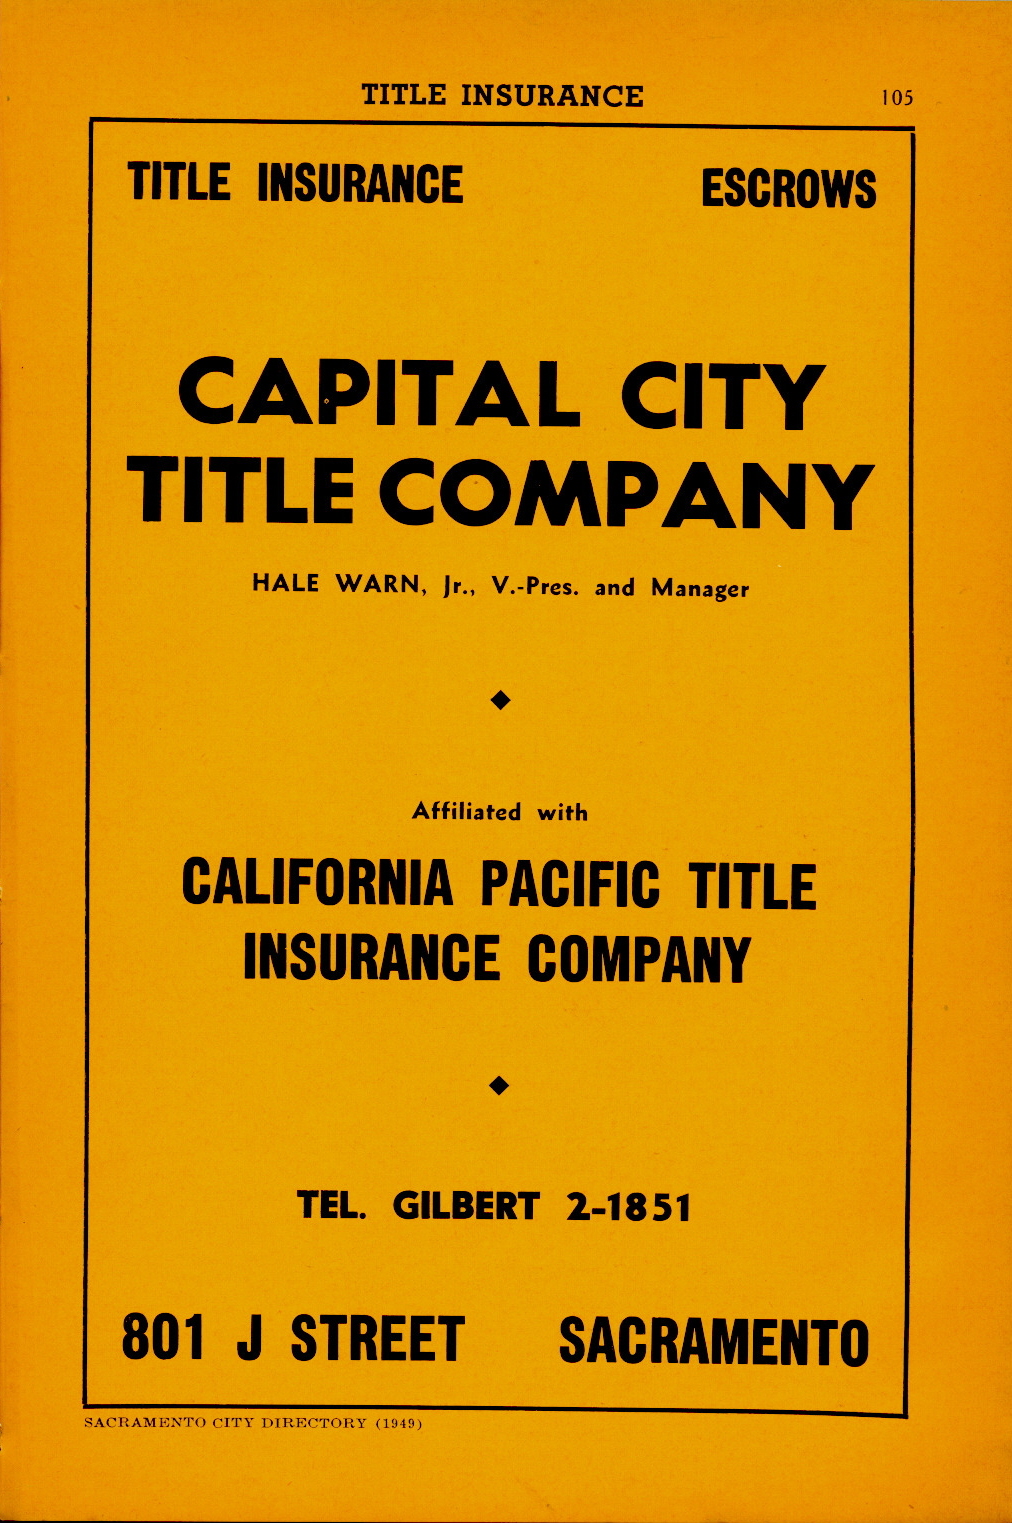 TITLE INSURANCE 105
TITLE INSURANCE ESCROWS
CAPITAL CITY
TITLE COMPANY
HALE WARN, Jr., V.-Pres. and Manager
Affiliated with
CALIFORNIA PACIFIC TITLE
INSURANCE COMPANY
TEL. GILBERT 2-1851
801 J STREET SACRAMENTO
SACRAMENTO CITY DIRECTORY (1949)